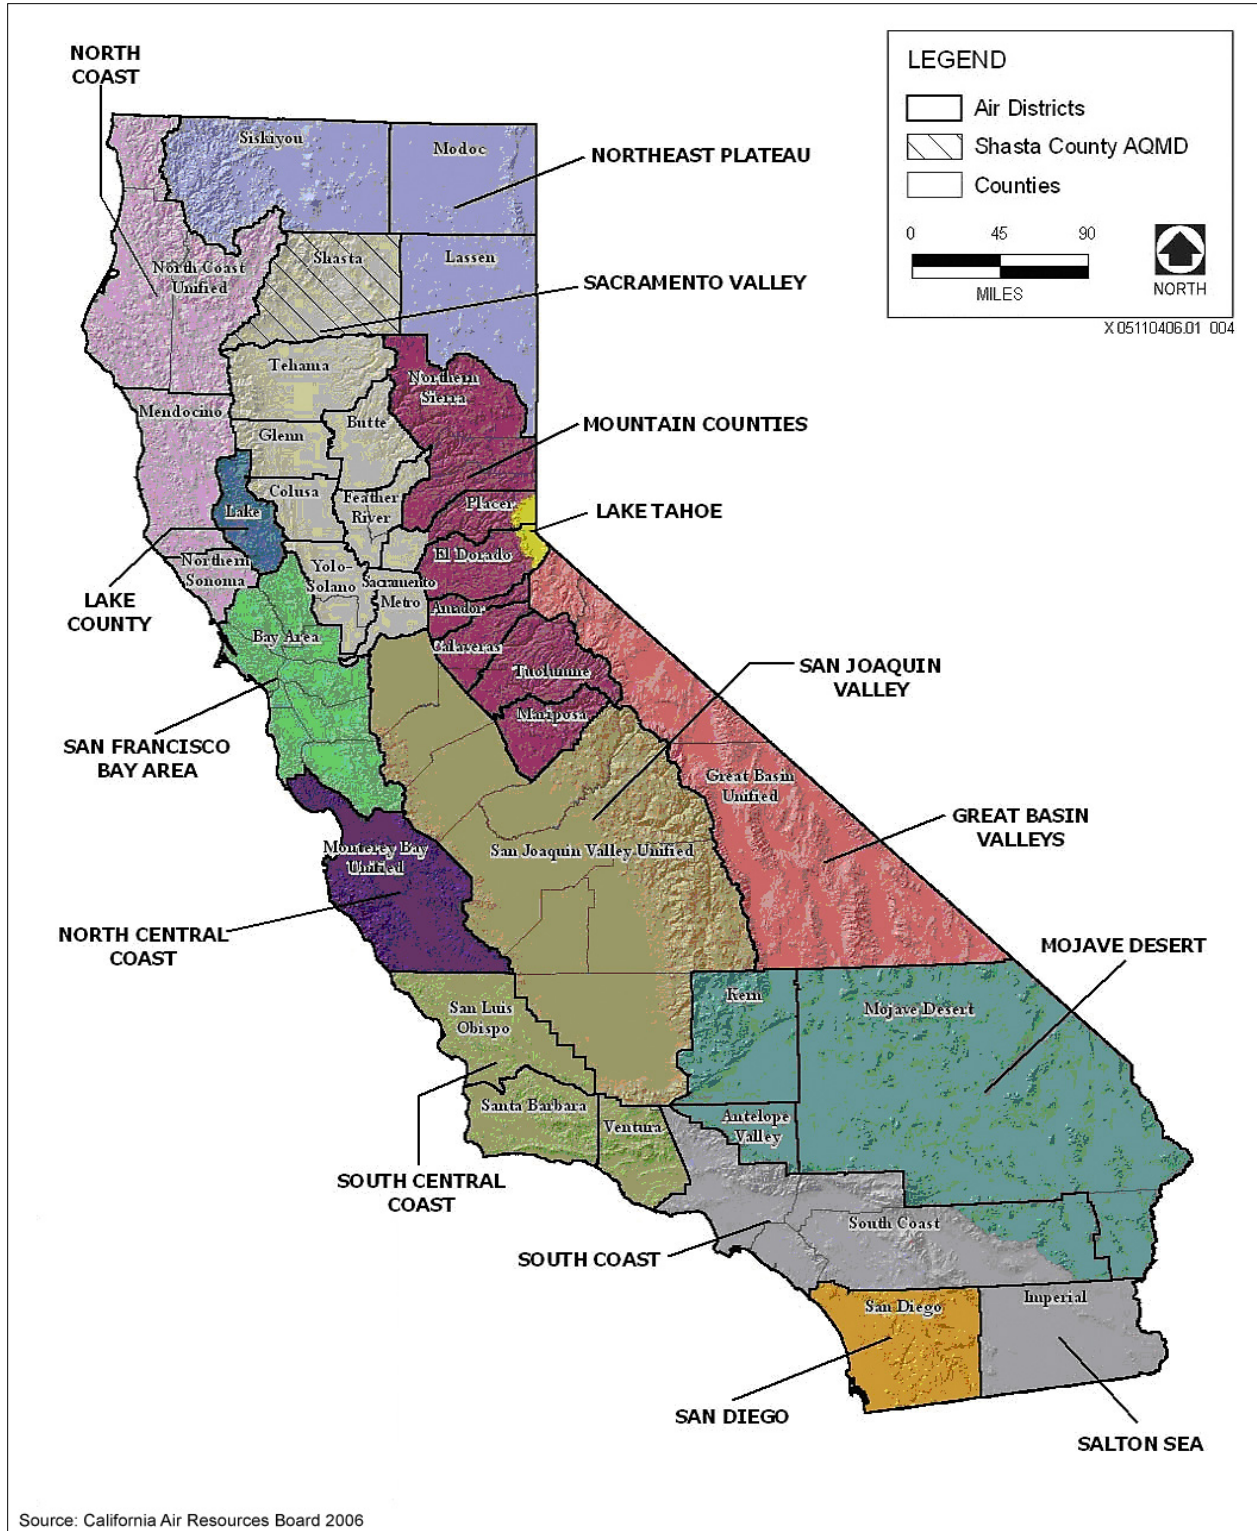 NORTH
COAST
LEGEND
Air Districts
Shasta County AQMD
Counties
0 45 90
MILES
NORTH
X 05110406.01 004
Siskiyou
Modoc
NORTHEAST PLATEAU
North Coast
Unified
Shasta
Lassen
SACRAMENTO VALLEY
Tehama
Northern
Sierra
Mendocino
Butte
Glenn
MOUNTAIN COUNTIES
Colusa
Feather
River
Placer
LAKE TAHOE
Lake
El Dorado
Northern
Sonoma
Yolo-
Solano
Sacramento
Metro
LAKE
COUNTY
Amador
Bay Area
Calaveras
Tuolumne
SAN JOAQUIN
VALLEY
Mariposa
SAN FRANCISCO
BAY AREA
Great Basin
Unified
GREAT BASIN
VALLEYS
Monterey Bay
Unified
San Joaquin Valley Unified
NORTH CENTRAL
COAST
MOJAVE DESERT
Kern
San Luis
Obispo
Mojave Desert
Santa Barbara
Ventura
Antelope
Valley
SOUTH CENTRAL
COAST
South Coast
SOUTH COAST
San Diego
Imperial
SAN DIEGO
SALTON SEA
Source: California Air Resources Board 2006